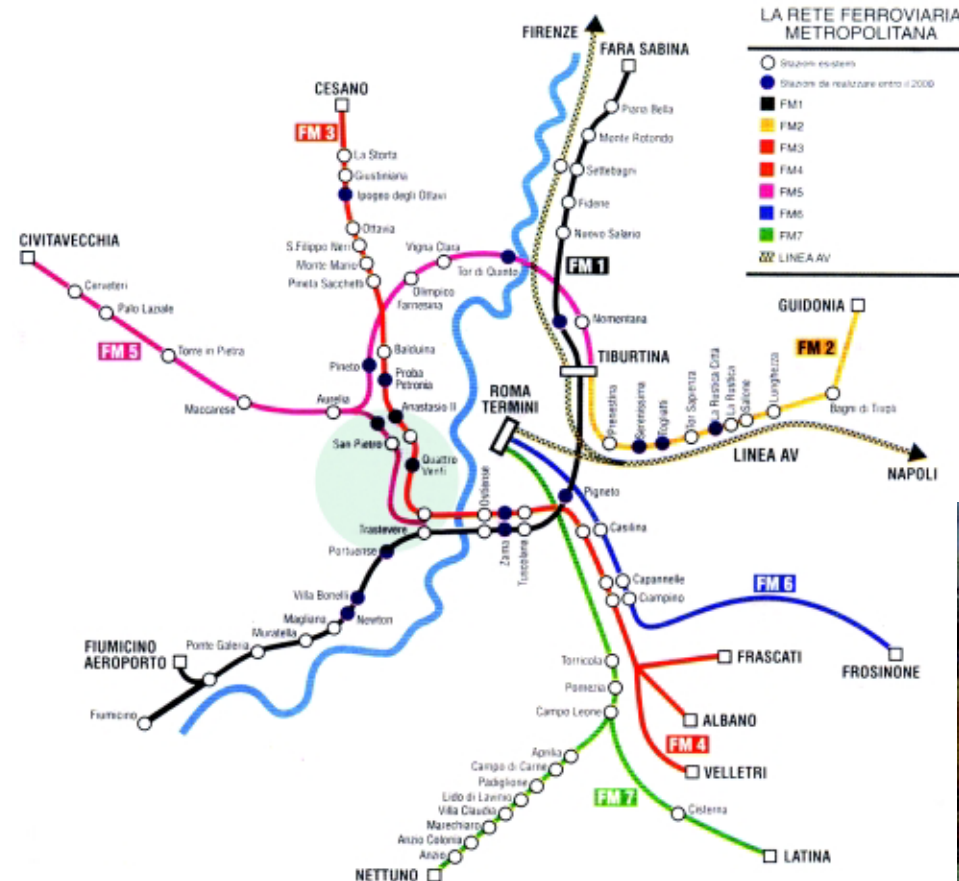 LA RETE FERROVIARIA
METROPOLITANA
Stazioni esistenti
Stazioni da realizzare entro il 2000
FM1
FM2
FM3
FM4
FM5
FM6
FM7
LINEA AV
FIRENZE
FARA SABINA
Piana Bella
Monte Rotondo
Settebagni
Fidene
Nuovo Salario
FM 1
CESANO
FM 3
La Storta
Giustiniana
Ipogeo degli Ottavi
Ottavia
S.Filippo Neri
Monte Mario
Pineta Sacchetti
Vigna Clara
Tor di Quinto
Olimpico
Farnesina
CIVITAVECCHIA
Cerveteri
Palo Laziale
FM 5
Torre in Pietra
Maccarese
Aurelia
Pineto
Balduina
Proba
Petronia
Anastasio II
San Pietro
Quattro
Venti
Nomentana
TIBURTINA
ROMA
TERMINI
GUIDONIA
FM 2
Prenestina
Serenissima
Togliatti
Tor Sapienza
La Rustica Città
La Rustica
Salone
Lunghezza
Bagni di Tivoli
LINEA AV
NAPOLI
Trastevere
Ostiense
Zama
Tuscolana
Pigneto
Casilina
Capannelle
Ciampino
FM 6
FROSINONE
Portuense
Villa Bonelli
Newton
Magliana
Muratella
Ponte Galeria
FIUMICINO
AEROPORTO
Fiumicino
FRASCATI
ALBANO
FM 4
VELLETRI
Torricola
Pomezia
Campo Leone
Aprilia
Campo di Carne
Padiglione
Lido di Lavinio
Villa Claudia
Marechiaro
Anzio Colonia
Anzio
NETTUNO
FM 7
Cisterna
LATINA